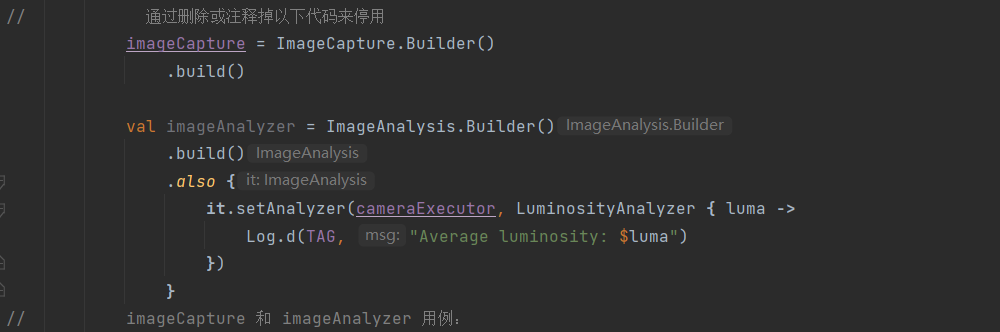 // 通过删除或注释掉以下代码来停用
imageCapture = ImageCapture.Builder()
.build()
val imageAnalyzer = ImageAnalysis.Builder() ImageAnalysis.Builder
.build() ImageAnalysis
.also { it: ImageAnalysis
it.setAnalyzer(cameraExecutor, LuminosityAnalyzer { luma ->
Log.d(TAG, msg: "Average luminosity: $luma")
})
}
// imageCapture 和 imageAnalyzer 用例: